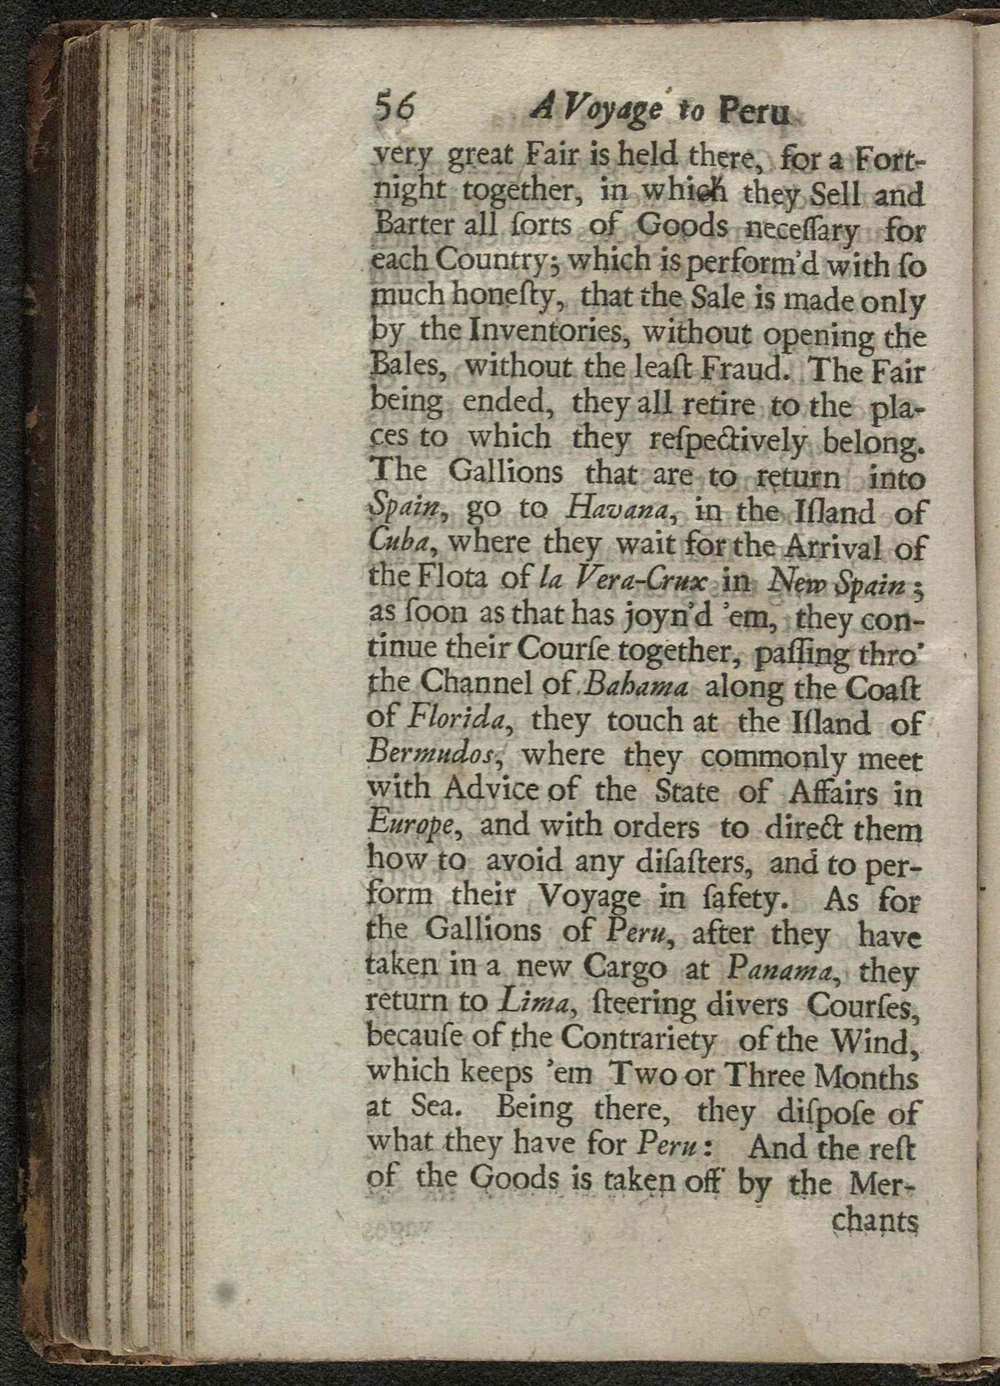 56 A Voyage to Peru
very great Fair is held there, for a Fort-
night together, in which they Sell and
Barter all ſorts of Goods neceſſary for
each Country; which is perform'd with ſo
much honeſty, that the Sale is made only
by the Inventories, without opening the
Bales, without the leaſt Fraud. The Fair
being ended, they all retire to the pla-
ces to which they reſpectively belong.
The Gallions that are to return into
Spain, go to Havana, in the Iſland of
Cuba, where they wait for the Arrival of
the Flota of la Vera-Crux in New Spain;
as ſoon as that has joyn'd 'em, they con-
tinue their Courſe together, paſſing thro'
the Channel of Bahama along the Coaſt
of Florida, they touch at the Iſland of
Bermudos, where they commonly meet
with Advice of the State of Affairs in
Europe, and with orders to direct them
how to avoid any diſaſters, and to per-
form their Voyage in ſafety. As for
the Gallions of Peru, after they have
taken in a new Cargo at Panama, they
return to Lima, ſteering divers Courſes,
becauſe of the Contrariety of the Wind,
which keeps 'em Two or Three Months
at Sea. Being there, they diſpoſe of
what they have for Peru: And the reſt
of the Goods is taken off by the Mer-
chants